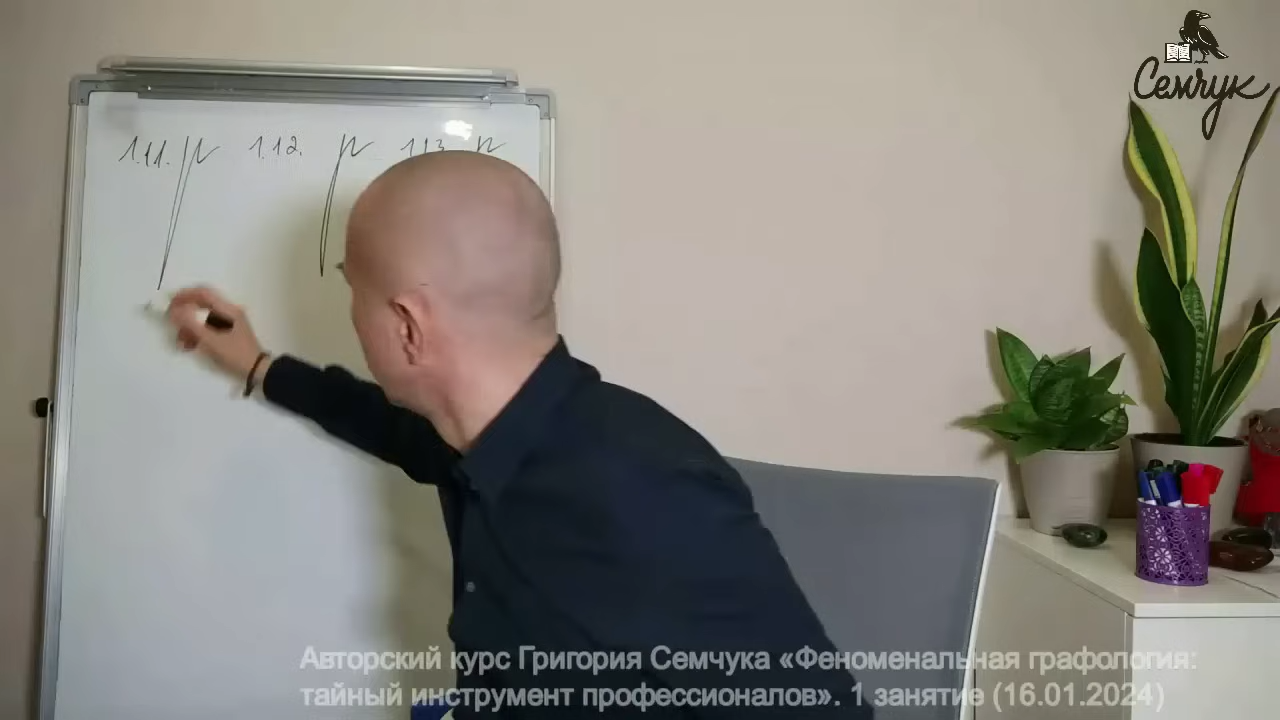 Семчук
1.11. р 1.12. р 1.13. р
Авторский курс Григория Семчука «Феноменальная графология:
тайный инструмент профессионалов». 1 занятие (16.01.2024)